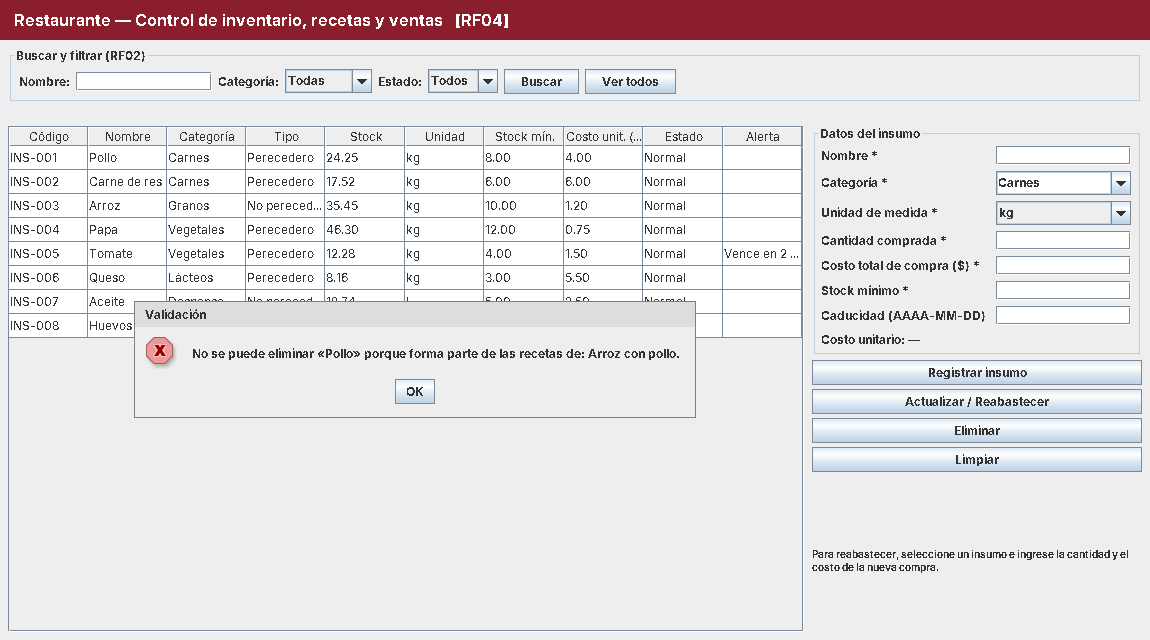 Restaurante — Control de inventario, recetas y ventas [RF04]
Buscar y filtrar (RF02)
Nombre: Categoría: Todas Estado: Todos Buscar Ver todos
Código Nombre Categoría Tipo Stock Unidad Stock mín. Costo unit. (... Estado Alerta
INS-001 Pollo Carnes Perecedero 24.25 kg 8.00 4.00 Normal
INS-002 Carne de res Carnes Perecedero 17.52 kg 6.00 6.00 Normal
INS-003 Arroz Granos No pereced... 35.45 kg 10.00 1.20 Normal
INS-004 Papa Vegetales Perecedero 46.30 kg 12.00 0.75 Normal
INS-005 Tomate Vegetales Perecedero 12.28 kg 4.00 1.50 Normal Vence en 2 ...
INS-006 Queso Lácteos Perecedero 8.16 kg 3.00 5.50 Normal
INS-007 Aceite
INS-008 Huevos
Validación
X
No se puede eliminar «Pollo» porque forma parte de las recetas de: Arroz con pollo.
OK
Datos del insumo
Nombre *
Categoría * Carnes
Unidad de medida * kg
Cantidad comprada *
Costo total de compra ($) *
Stock mínimo *
Caducidad (AAAA-MM-DD)
Costo unitario: —
Registrar insumo
Actualizar / Reabastecer
Eliminar
Limpiar
Para reabastecer, seleccione un insumo e ingrese la cantidad y el
costo de la nueva compra.